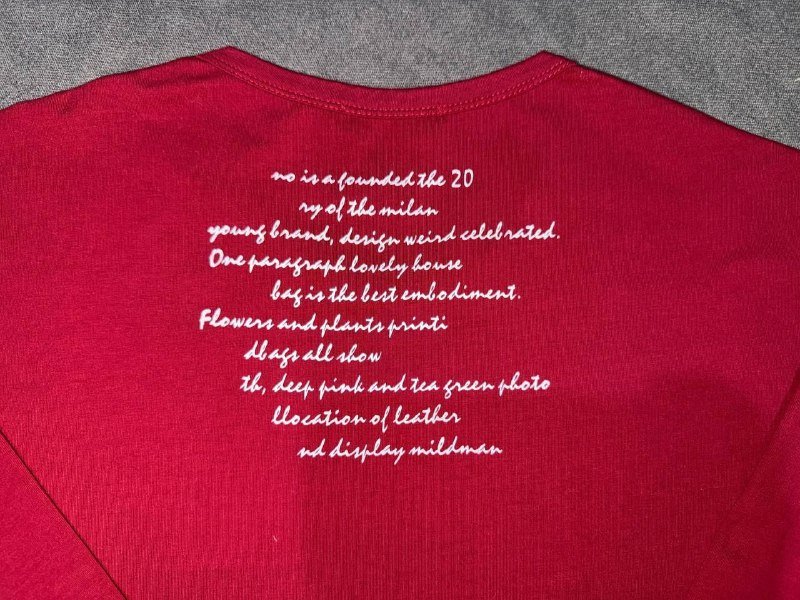 no is a founded the 20
ry of the milan
young brand, design weird celebrated.
One paragraph lovely house
bag is the best embodiment.
Flowers and plants printi
dbags all show
th, deep pink and tea green photo
llocation of leather
nd display mildman